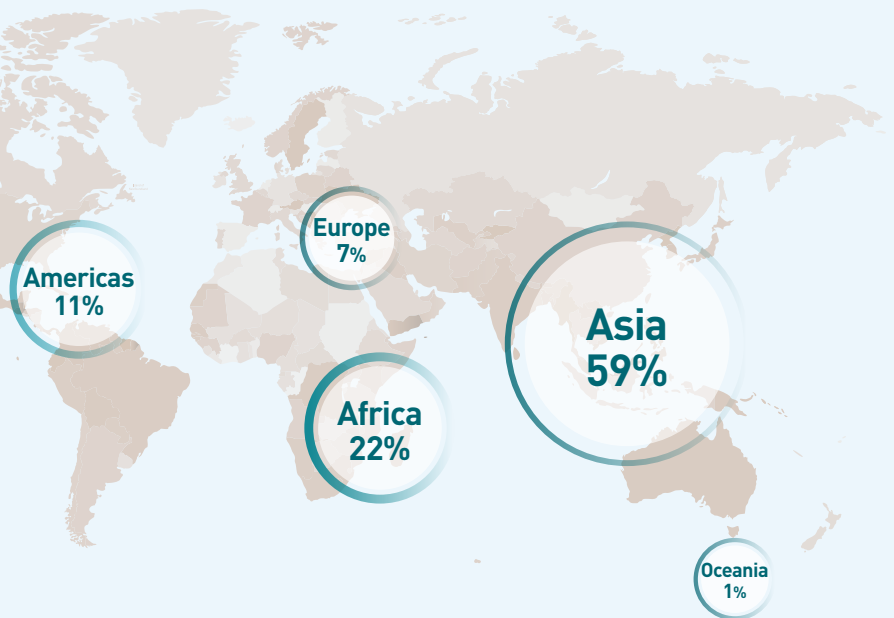 Europe
7%
Americas
11%
Asia
59%
Africa
22%
Oceania
1%